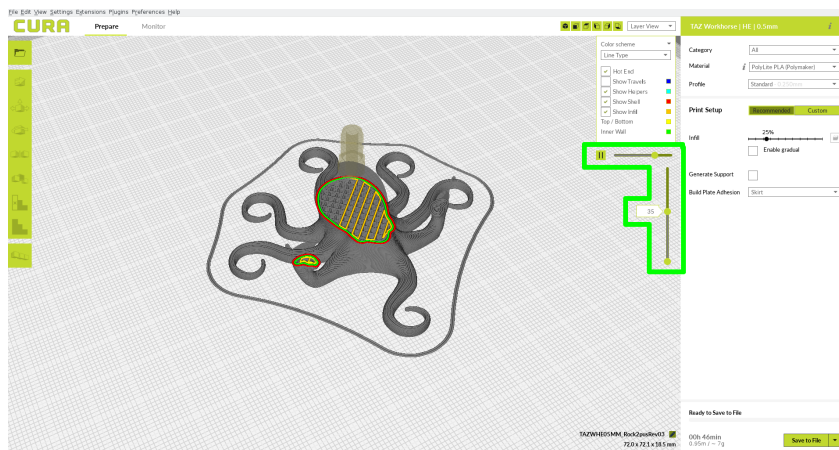 File Edit View Settings Extensions Plugins Preferences Help
CURA Prepare Monitor
Layer View
TAZ Workorse | HE | 0.5mm i
Color scheme
Line Type
Hot End
Show Travels
Show Helpers
Show Shell
Show Infill
Top / Bottom
Inner Wall
35
Category All
Material i PolyLite PLA (Polymaker)
Profile Standard - 0.250mm
Print Setup Recommended Custom
Infill 25%
Enable gradual
Generate Support
Build Plate Adhesion Skirt
TAZWHE05MM_Rock2pusRev03
72.0 x 72.1 x 18.5 mm
Ready to Save to File
00h 46min
0.95m / ~ 7g
Save to File